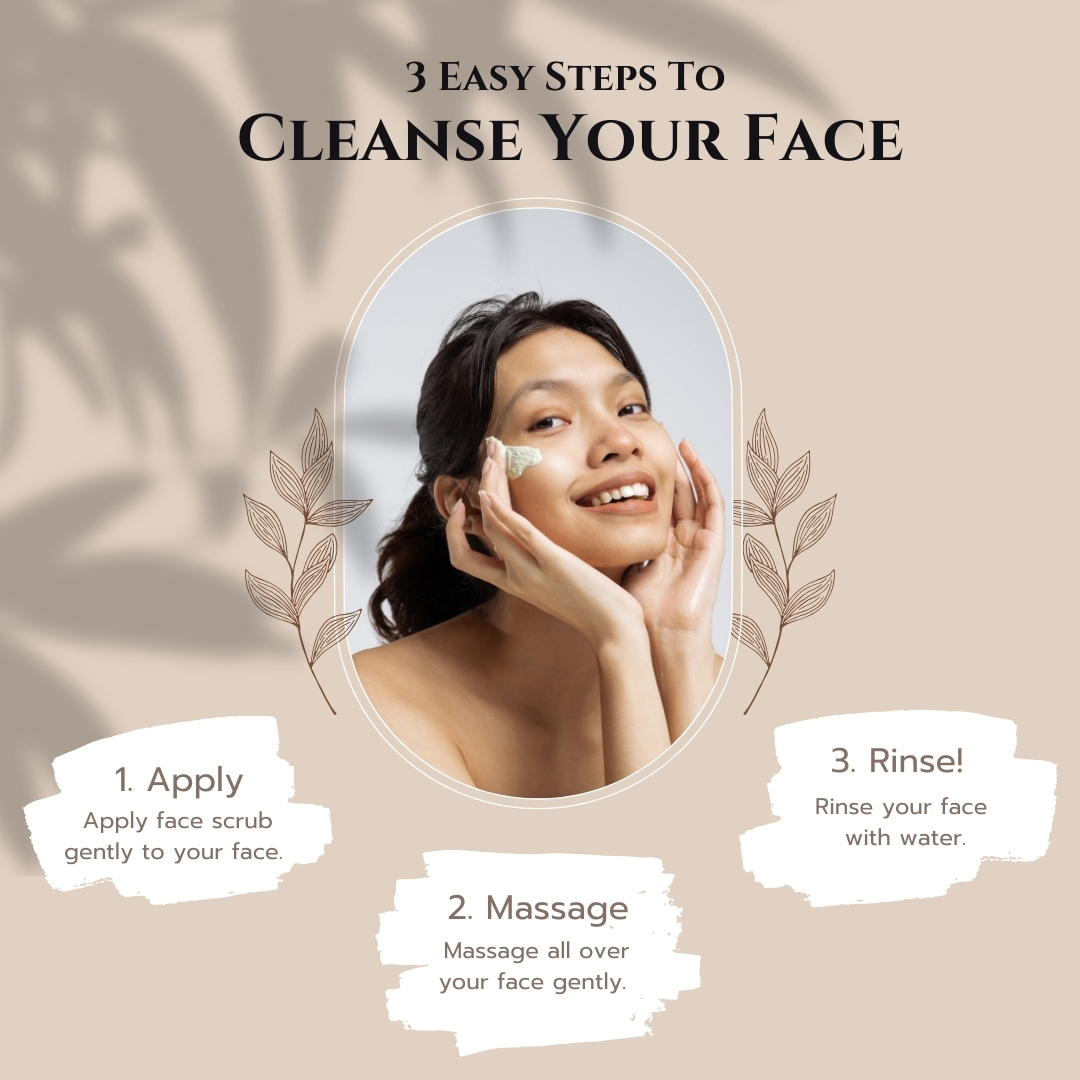 3 Easy Steps To
Cleanse Your Face
1. Apply
Apply face scrub
gently to your face.
2. Massage
Massage all over
your face gently.
3. Rinse!
Rinse your face
with water.